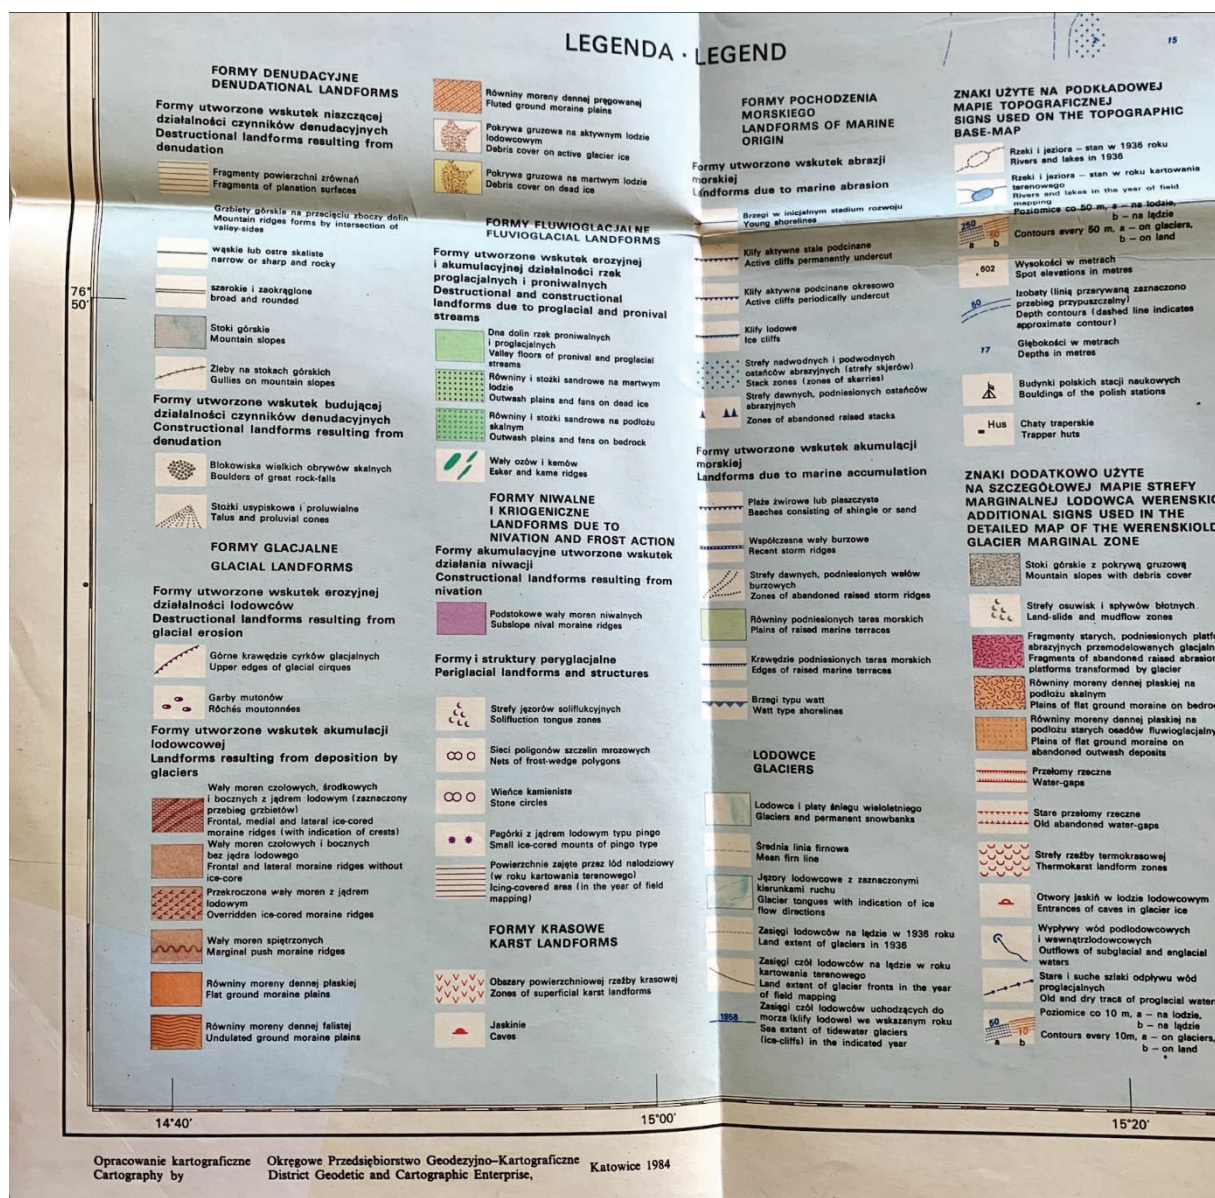 LEGENDA · LEGEND
FORMY DENUDACYJNE
DENUDATIONAL LANDFORMS
Formy utworzone wskutek niszczącej
działalności czynników denudacyjnych
Destructional landforms resulting from
denudation
Fragmenty powierzchni zrównań
Fragments of planation surfaces
Grzbiety górskie na przecięciu zboczy dolin
Mountain ridges forms by intersection of
valley-sides
wąskie lub ostre skaliste
narrow or sharp and rocky
szerokie i zaokrąglone
broad and rounded
Stoki górskie
Mountain slopes
Żleby na stokach górskich
Gullies on mountain slopes
Formy utworzone wskutek budującej
działalności czynników denudacyjnych
Constructional landforms resulting from
denudation
Blokowiska wielkich obrywów skalnych
Boulders of great rock-falls
Stożki usypiskowe i proluwialne
Talus and proluvial cones
FORMY GLACJALNE
GLACIAL LANDFORMS
Formy utworzone wskutek erozyjnej
działalności lodowców
Destructional landforms resulting from
glacial erosion
Górne krawędzie cyrków glacjalnych
Upper edges of glacial cirques
Garby mutonów
Rôchés moutonnées
Formy utworzone wskutek akumulacji
lodowcowej
Landforms resulting from deposition by
glaciers
Wały moren czołowych, środkowych
i bocznych z jądrem lodowym (zaznaczony
przebieg grzbietów)
Frontal, medial and lateral ice-cored
moraine ridges (with indication of crests)
Wały moren czołowych i bocznych
bez jądra lodowego
Frontal and lateral moraine ridges without
ice-core
Przekroczone wały moren z jądrem
lodowym
Overridden ice-cored moraine ridges
Wały moren spiętrzonych
Marginal push moraine ridges
Równiny moreny dennej płaskiej
Flat ground moraine plains
Równiny moreny dennej falistej
Undulated ground moraine plains
Równiny moreny dennej pręgowanej
Fluted ground moraine plains
Pokrywa gruzowa na aktywnym lodzie
lodowcowym
Debris cover on active glacier ice
Pokrywa gruzowa na martwym lodzie
Debris cover on dead ice
FORMY FLUWIOGLACJALNE
FLUVIOGLACIAL LANDFORMS
Formy utworzone wskutek erozyjnej
i akumulacyjnej działalności rzek
proglacjalnych i proniwalnych
Destructional and constructional
landforms due to proglacial and pronival
streams
Dna dolin rzek proniwalnych
i proglacjalnych
Valley floors of pronival and proglacial
streams
Równiny i stożki sandrowe na martwym
lodzie
Outwash plains and fans on dead ice
Równiny i stożki sandrowe na podłożu
skalnym
Outwash plains and fans on bedrock
Wały ozów i kemów
Esker and kame ridges
FORMY NIWALNE
I KRIOGENICZNE
LANDFORMS DUE TO
NIVATION AND FROST ACTION
Formy akumulacyjne utworzone wskutek
działania niwacji
Constructional landforms resulting from
nivation
Podstokowe wały moren niwalnych
Subslope nival moraine ridges
Formy i struktury peryglacjalne
Periglacial landforms and structures
Strefy jęzorów soliflukcyjnych
Solifluction tongue zones
Sieci poligonów szczelin mrozowych
Nets of frost-wedge polygons
Wieńce kamieniste
Stone circles
Pagórki z jądrem lodowym typu pingo
Small ice-cored mounts of pingo type
Powierzchnie zajęte przez lód nalodziowy
(w roku kartowania terenowego)
Icing-covered area (in the year of field
mapping)
FORMY KRASOWE
KARST LANDFORMS
Obszary powierzchniowej rzeźby krasowej
Zones of superficial karst landforms
Jaskinie
Caves
FORMY POCHODZENIA
MORSKIEGO
LANDFORMS OF MARINE
ORIGIN
Formy utworzone wskutek abrazji
morskiej
Landforms due to marine abrasion
Brzegi w inicjalnym stadium rozwoju
Young shorelines
Klify aktywne stale podcinane
Active cliffs permanently undercut
Klify aktywne podcinane okresowo
Active cliffs periodically undercut
Klify lodowe
Ice cliffs
Strefy nadwodnych i podwodnych
ostańców abrazyjnych (strefy skjerów)
Stack zones (zones of skerries)
Strefy dawnych, podniesionych ostańców
abrazyjnych
Zones of abandoned raised stacks
Formy utworzone wskutek akumulacji
morskiej
Landforms due to marine accumulation
Plaże żwirowe lub piaszczyste
Beaches consisting of shingle or sand
Współczesne wały burzowe
Recent storm ridges
Strefy dawnych, podniesionych wałów
burzowych
Zones of abandoned raised storm ridges
Równiny podniesionych teras morskich
Plains of raised marine terraces
Krawędzie podniesionych teras morskich
Edges of raised marine terraces
Brzegi typu watt
Watt type shorelines
LODOWCE
GLACIERS
Lodowce i płaty śniegu wieloletniego
Glaciers and permanent snowbanks
Średnia linia firnowa
Mean firn line
Jęzory lodowcowe z zaznaczonymi
kierunkami ruchu
Glacier tongues with indication of ice
flow directions
Zasięgi lodowców na lądzie w 1936 roku
Land extent of glaciers in 1936
Zasięgi czół lodowców na lądzie w roku
kartowania terenowego
Land extent of glacier fronts in the year
of field mapping
1958
Zasięgi czół lodowców uchodzących do
morza (klify lodowe) we wskazanym roku
Sea extent of tidewater glaciers
(ice-cliffs) in the indicated year
15
ZNAKI UŻYTE NA PODKŁADOWEJ
MAPIE TOPOGRAFICZNEJ
SIGNS USED ON THE TOPOGRAPHIC
BASE-MAP
Rzeki i jeziora – stan w 1936 roku
Rivers and lakes in 1936
Rzeki i jeziora – stan w roku kartowania
terenowego
Rivers and lakes in the year of field
mapping
250 50
a b
Poziomice co 50 m, a – na lodzie,
b – na lądzie
Contours every 50 m, a – on glaciers,
b – on land
.602
Wysokości w metrach
Spot elevations in metres
50
Izobaty (linią przerywaną zaznaczono
przebieg przypuszczalny)
Depth contours (dashed line indicates
approximate contour)
17
Głębokości w metrach
Depths in metres
Budynki polskich stacji naukowych
Bouldings of the polish stations
Hus
Chaty traperskie
Trapper huts
ZNAKI DODATKOWO UŻYTE
NA SZCZEGÓŁOWEJ MAPIE STREFY
MARGINALNEJ LODOWCA WERENSKIO
ADDITIONAL SIGNS USED IN THE
DETAILED MAP OF THE WERENSKIOLD
GLACIER MARGINAL ZONE
Stoki górskie z pokrywą gruzową
Mountain slopes with debris cover
Strefy osuwisk i spływów błotnych
Land-slide and mudflow zones
Fragmenty starych, podniesionych platf
abrazyjnych przemodelowanych glacjaln
Fragments of abandoned raised abrasion
platforms transformed by glacier
Równiny moreny dennej płaskiej na
podłożu skalnym
Plains of flat ground moraine on bedroc
Równiny moreny dennej płaskiej na
podłożu starych osadów fluwioglacjalny
Plains of flat ground moraine on
abandoned outwash deposits
Przełomy rzeczne
Water-gaps
Stare przełomy rzeczne
Old abandoned water-gaps
Strefy rzeźby termokrasowej
Thermokarst landform zones
Otwory jaskiń w lodzie lodowcowym
Entrances of caves in glacier ice
Wypływy wód podlodowcowych
i wewnątrzlodowcowych
Outflows of subglacial and englacial
waters
Stare i suche szlaki odpływu wód
proglacjalnych
Old and dry traca of proglacial water
50 10
a b
Poziomice co 10 m, a – na lodzie,
b – na lądzie
Contours every 10m, a – on glaciers,
b – on land
76°
50'
14°40'
15°00'
15°20'
Opracowanie kartograficzne Okręgowe Przedsiębiorstwo Geodezyjno–Kartograficzne
Cartography by District Geodetic and Cartographic Enterprise, Katowice 1984